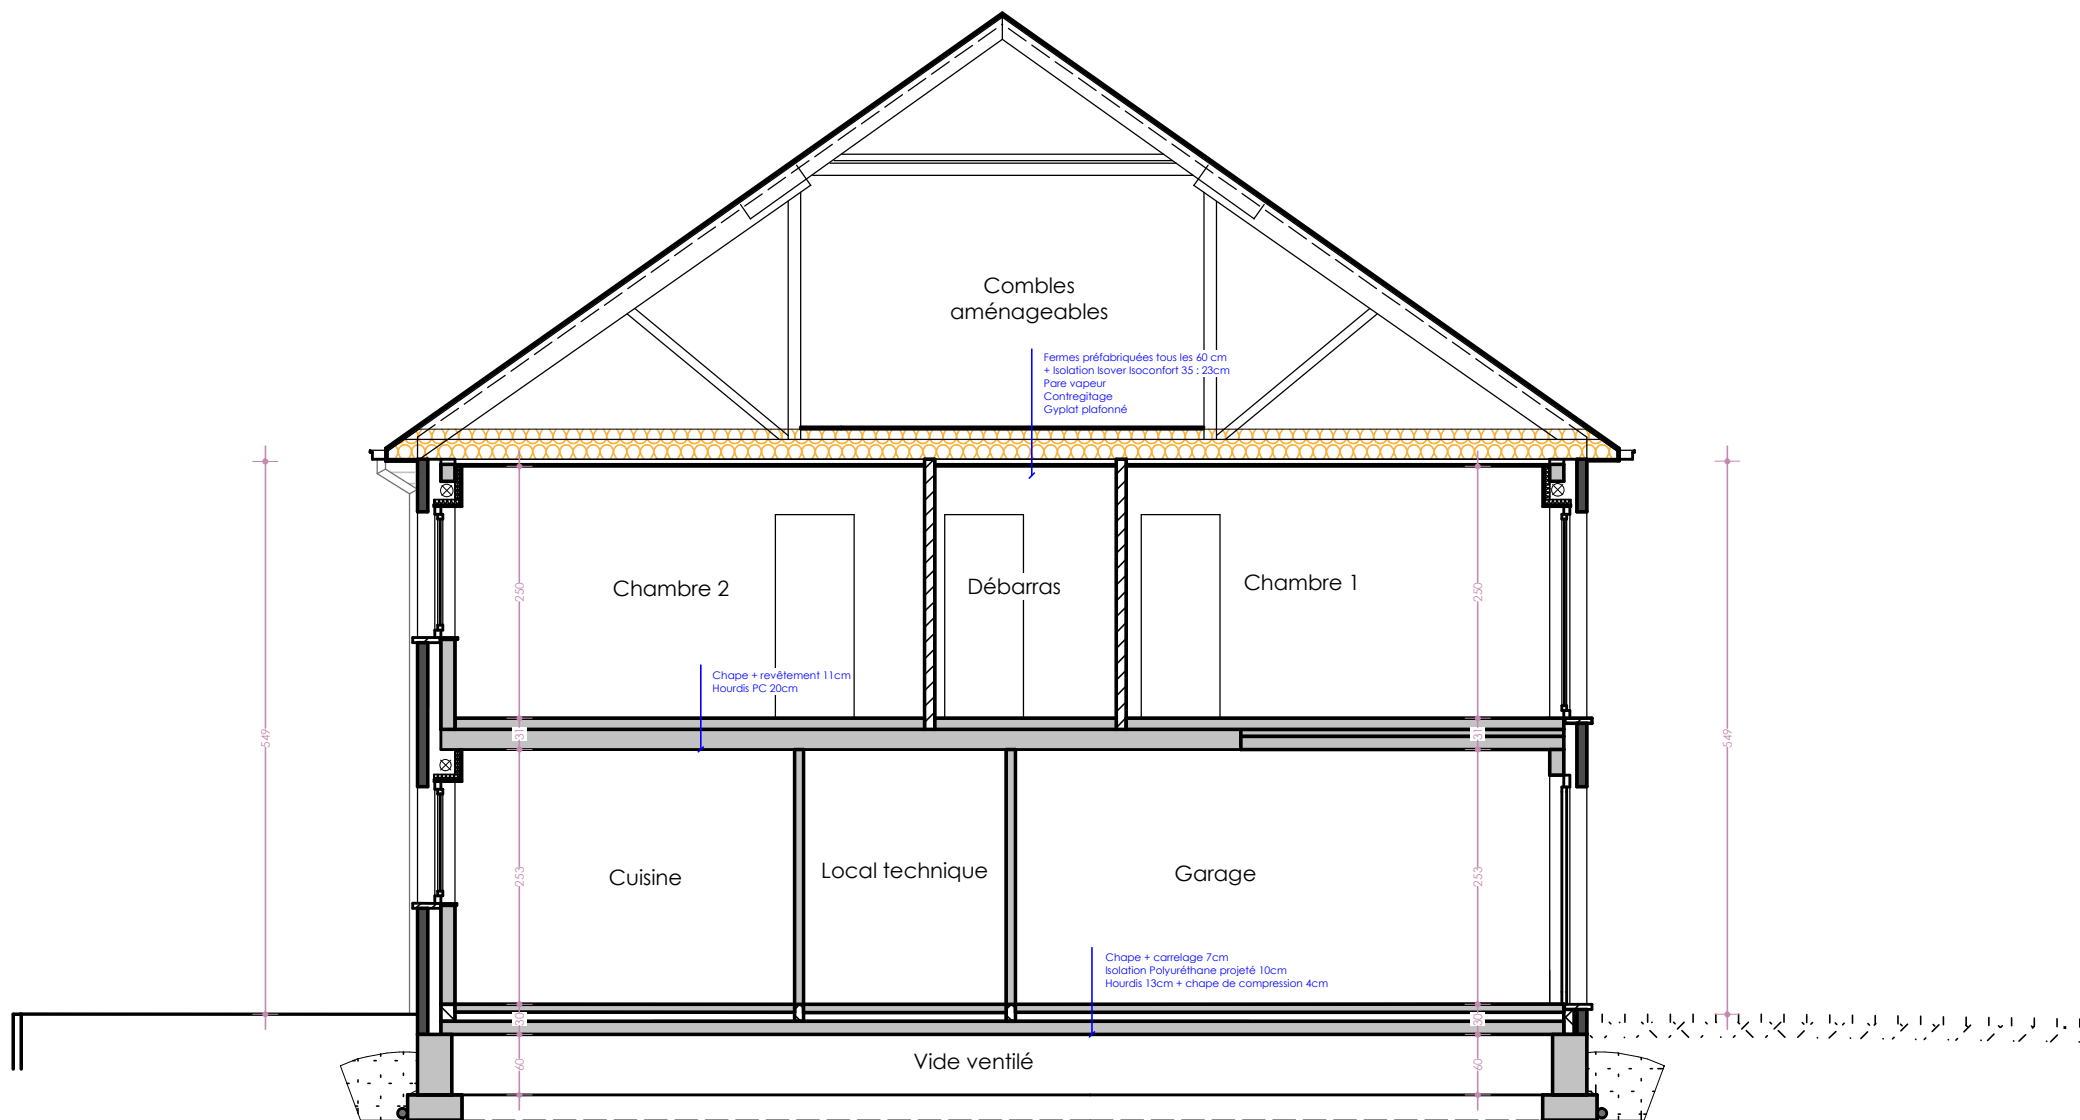 Combles
aménageables
Fermes préfabriquées tous les 60 cm
+ Isolation Isover Isoconfort 35 : 23cm
Pare vapeur
Contregitage
Gyplat plafonné
Chambre 2
Débarras
Chambre 1
250
250
Chape + revêtement 11cm
Hourdis PC 20cm
549
31
31
549
Cuisine
Local technique
Garage
253
253
Chape + carrelage 7cm
Isolation Polyuréthane projeté 10cm
Hourdis 13cm + chape de compression 4cm
30
30
Vide ventilé
60
60